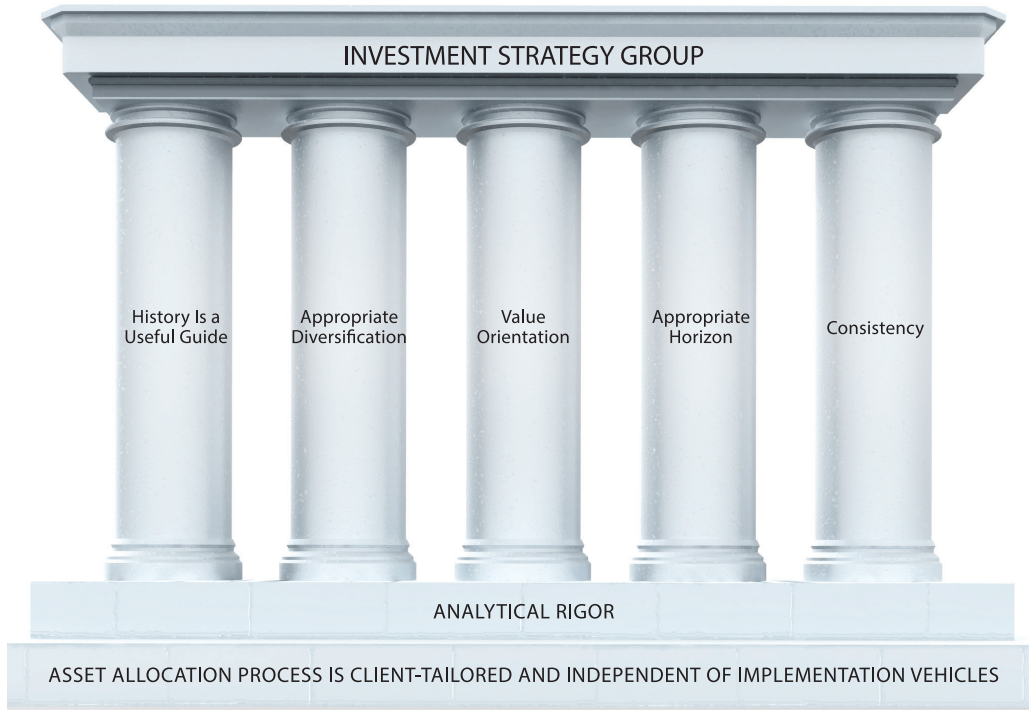 INVESTMENT STRATEGY GROUP
History Is a
Useful Guide
Appropriate
Diversification
Value
Orientation
Appropriate
Horizon
Consistency
ANALYTICAL RIGOR
ASSET ALLOCATION PROCESS IS CLIENT-TAILORED AND INDEPENDENT OF IMPLEMENTATION VEHICLES